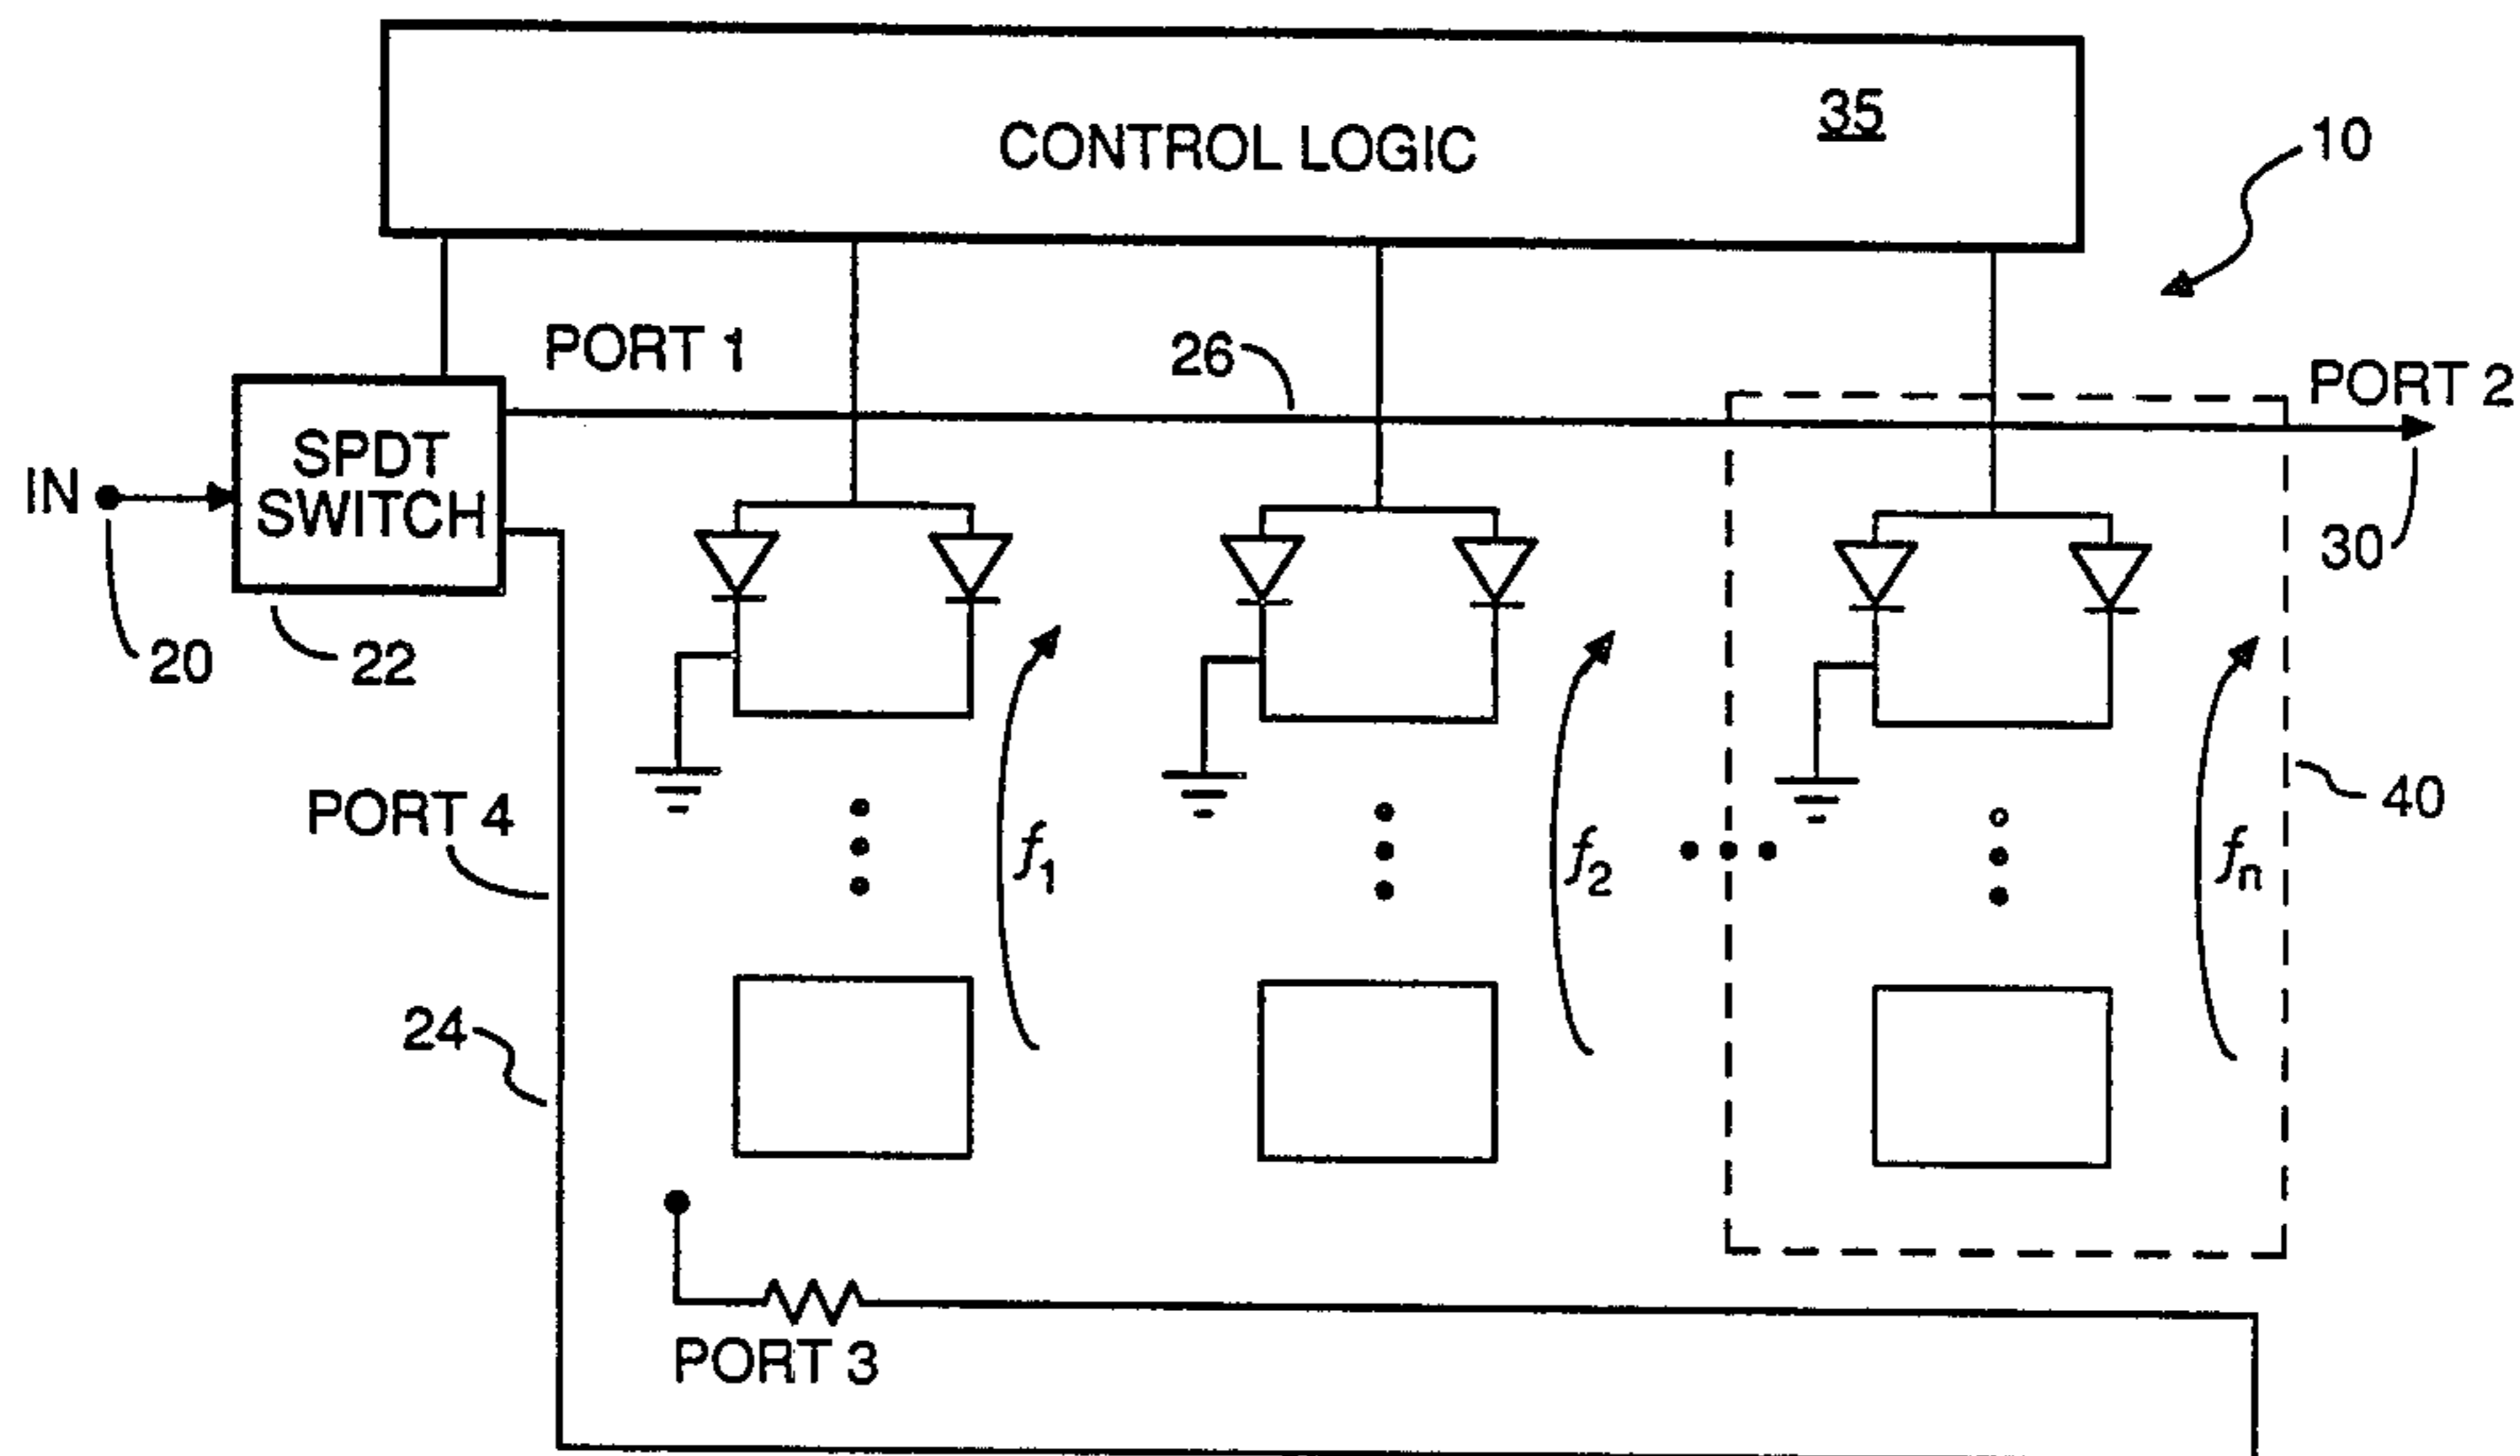 35
CONTROL LOGIC
10
PORT 1
26
PORT 2
SPDT
SWITCH
IN
30
20
22
40
PORT 4
f1
f2
fn
24
PORT 3